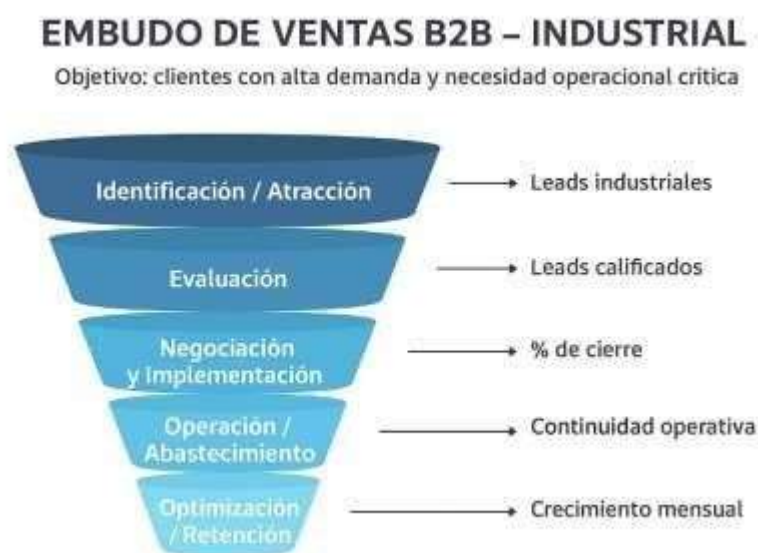 EMBUDO DE VENTAS B2B – INDUSTRIAL
Objetivo: clientes con alta demanda y necesidad operacional critica
Identificación / Atracción
Leads industriales
Evaluación
Leads calificados
Negociación
y Implementación
% de cierre
Operación /
Abastecimiento
Continuidad operativa
Optimización
/ Retención
Crecimiento mensual